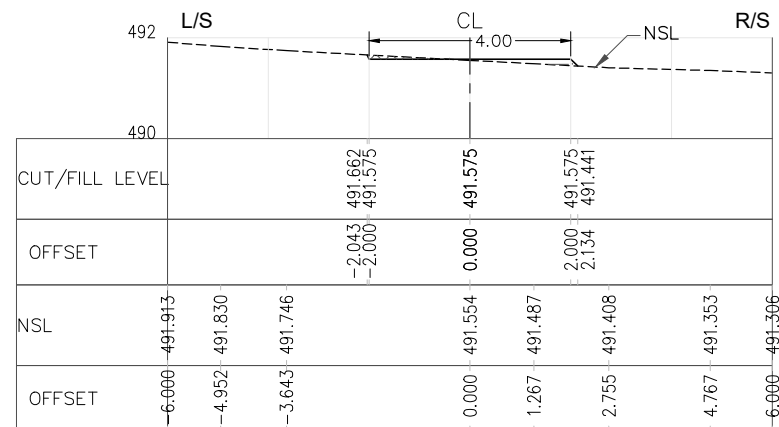 L/S CL R/S
492
4.00
NSL
490
CUT/FILL LEVEL 491.662 491.575 491.575 491.575 491.441
OFFSET -2.043 -2.000 0.000 2.000 2.134
NSL 491.913 491.830 491.746 491.554 491.487 491.408 491.353 491.306
OFFSET -6.000 -4.952 -3.643 0.000 1.267 2.755 4.767 6.000